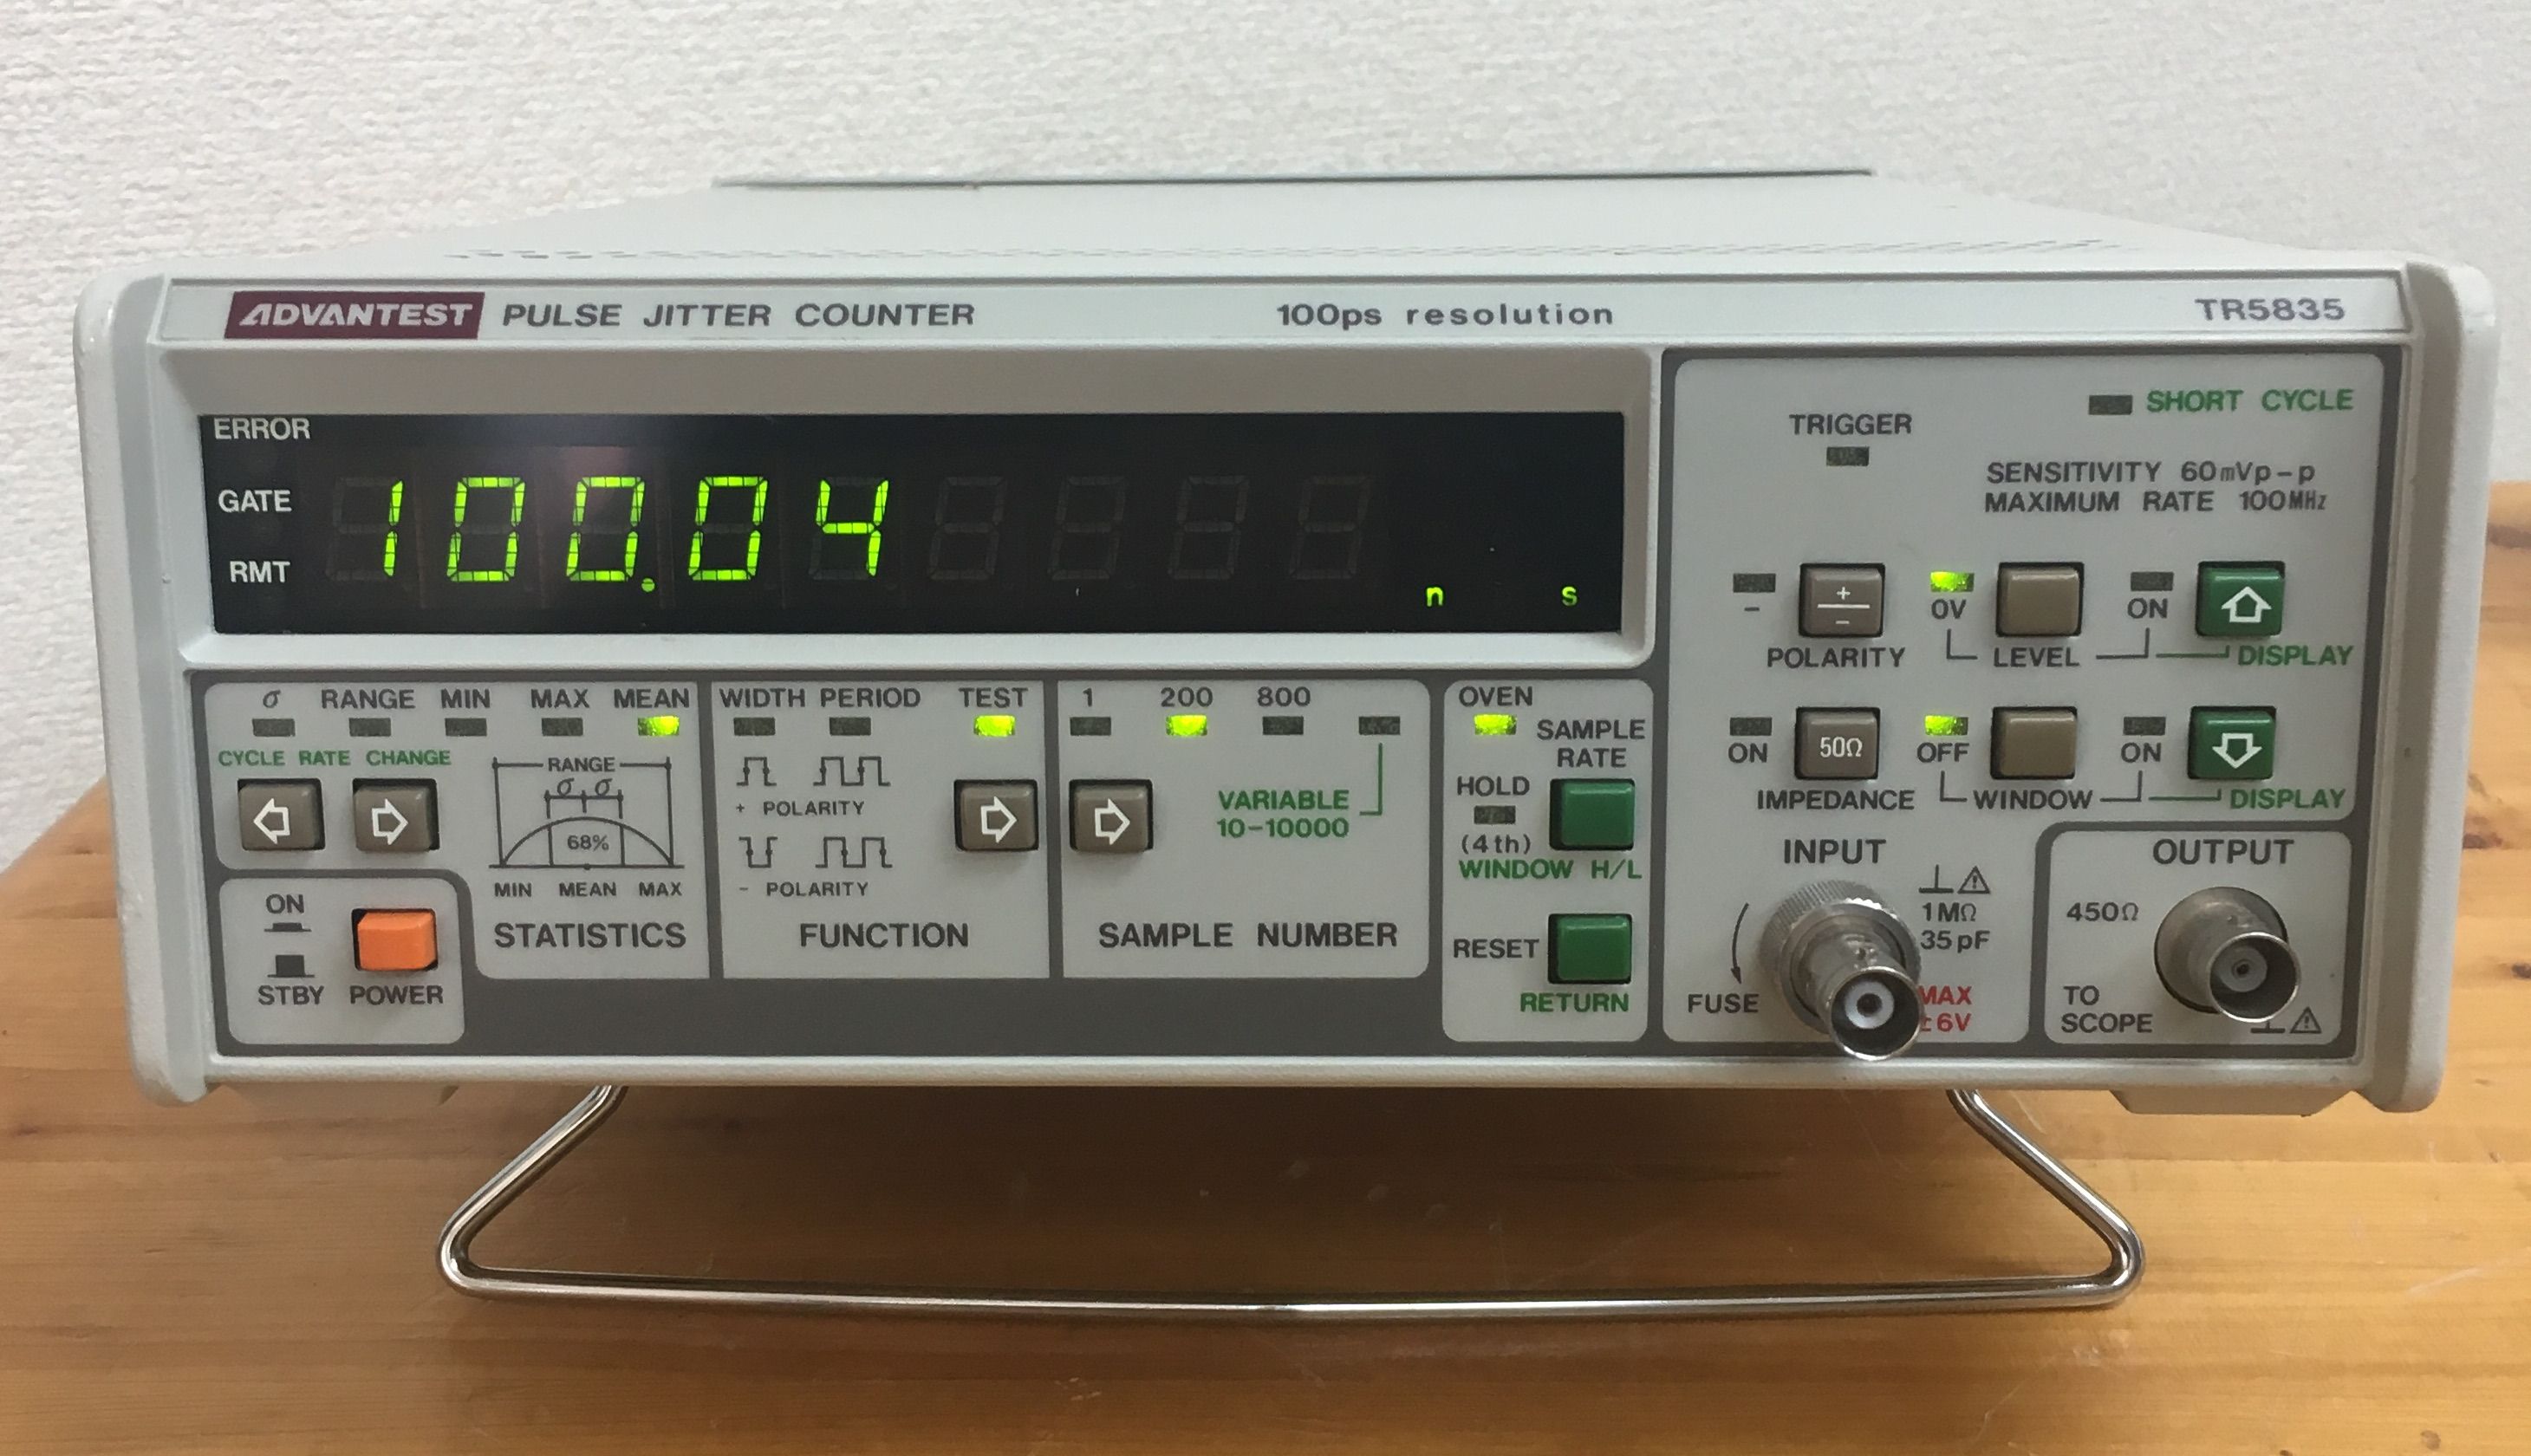 ADVANTEST PULSE JITTER COUNTER 100ps resolution TR5835
ERROR
GATE
RMT
100.04 n s
σ RANGE MIN MAX MEAN
CYCLE RATE CHANGE
RANGE
σ σ
68%
MIN MEAN MAX
STATISTICS
ON
STBY POWER
WIDTH PERIOD TEST
+ POLARITY
- POLARITY
FUNCTION
1 200 800
VARIABLE
10-10000
SAMPLE NUMBER
OVEN
SAMPLE
RATE
HOLD
(4th)
WINDOW H/L
RESET
RETURN
TRIGGER
SHORT CYCLE
SENSITIVITY 60mVp-p
MAXIMUM RATE 100MHz
- + - 0V ON
POLARITY LEVEL DISPLAY
ON 50Ω OFF ON
IMPEDANCE WINDOW DISPLAY
INPUT
1MΩ
35pF
FUSE
MAX
±6V
OUTPUT
450Ω
TO
SCOPE